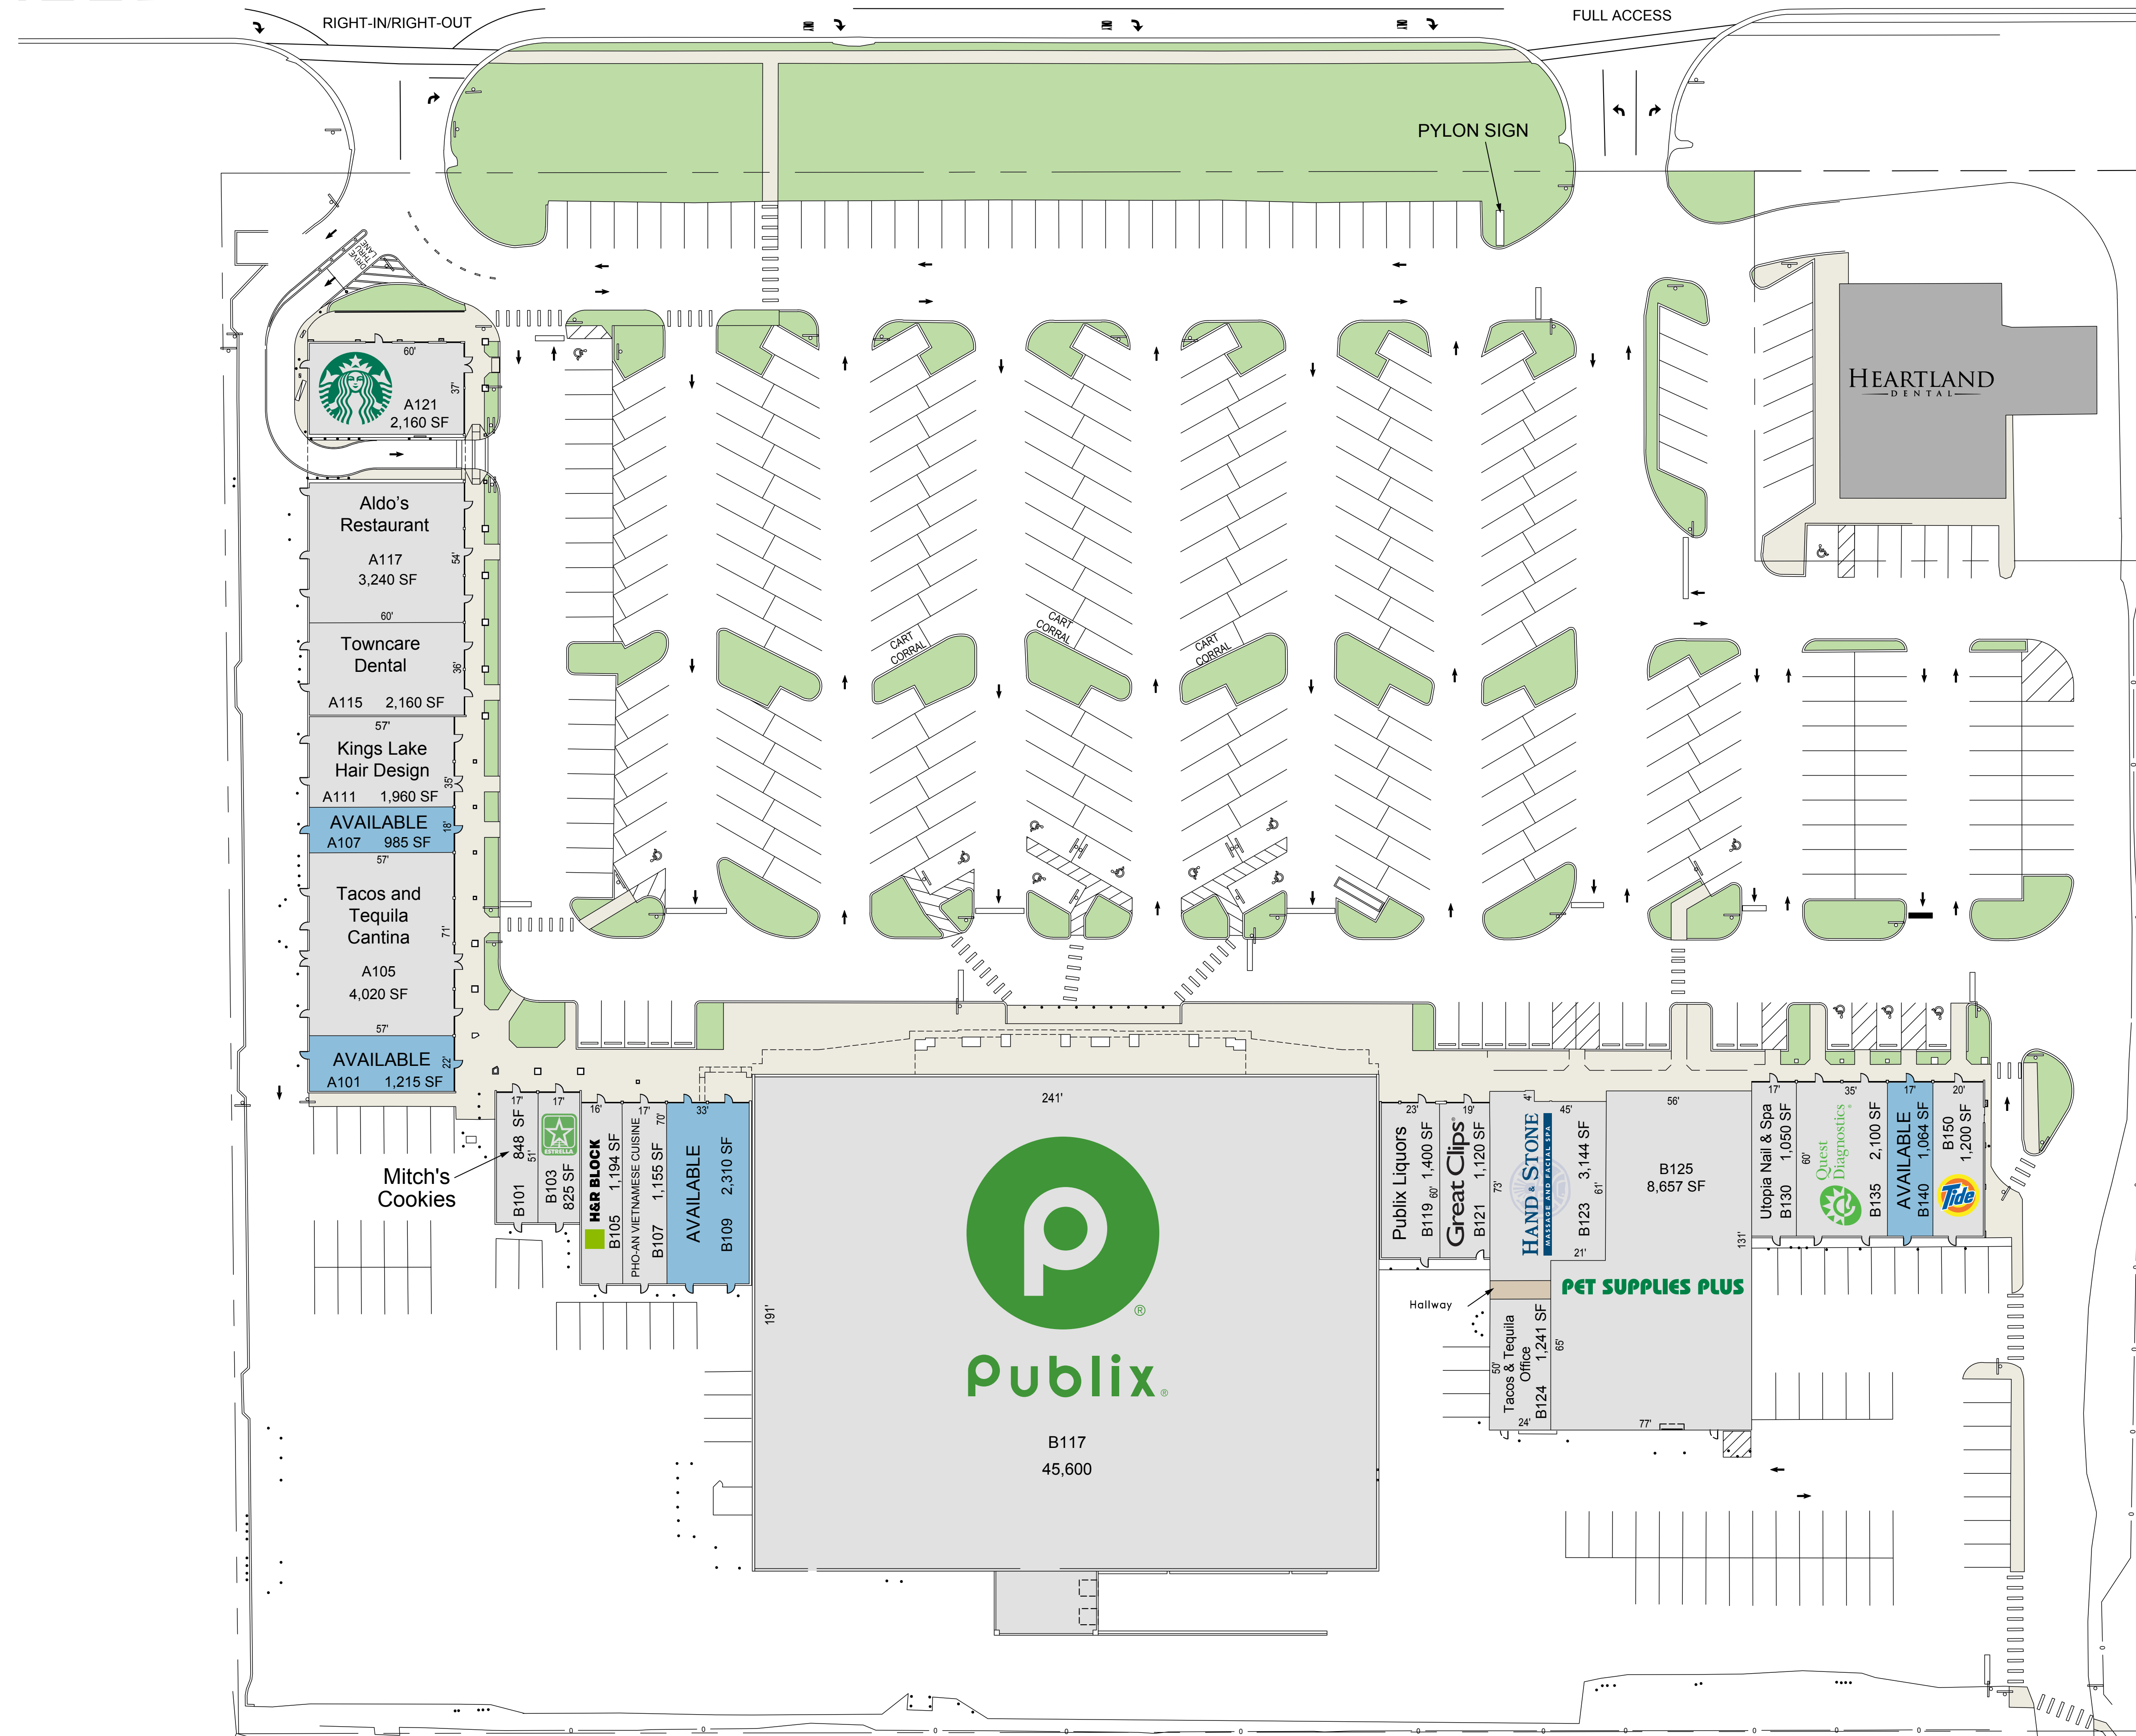 RIGHT-IN/RIGHT-OUT
FULL ACCESS
PYLON SIGN
DRIVE
THRU
LANE
60'
37'
A121
2,160 SF
HEARTLAND
DENTAL
Aldo's
Restaurant
A117
3,240 SF
54'
60'
Towncare
Dental
36'
A115 2,160 SF
57'
Kings Lake
Hair Design
35'
A111 1,960 SF
AVAILABLE
18'
A107 985 SF
57'
Tacos and
Tequila
Cantina
71'
A105
4,020 SF
57'
AVAILABLE
22'
A101 1,215 SF
CART
CORRAL
CART
CORRAL
CART
CORRAL
Mitch's
Cookies
17'
51'
B101 848 SF
17'
ESTRELLA
B103
825 SF
16'
H&R BLOCK
B105 1,194 SF
17'
70'
PHO-AN VIETNAMESE CUISINE
B107 1,155 SF
33'
AVAILABLE
B109 2,310 SF
241'
191'
®
Publix®
B117
45,600
23'
Publix Liquors
B119 1,400 SF
60'
19'
Great Clips®
B121 1,120 SF
4'
45'
73'
HAND & STONE
MASSAGE AND FACIAL SPA
B123 3,144 SF
61'
21'
Hallway
Tacos & Tequila
Office
B124 1,241 SF
50'
24'
56'
B125
8,657 SF
131'
PET SUPPLIES PLUS
65'
77'
17'
Utopia Nail & Spa
B130 1,050 SF
60'
35'
Quest
Diagnostics®
B135 2,100 SF
17'
AVAILABLE
B140 1,064 SF
20'
B150
1,200 SF
Tide